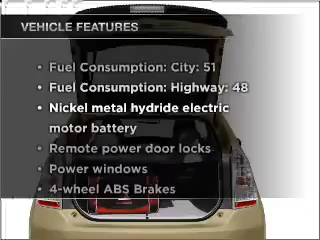 VEHICLE FEATURES
• Fuel Consumption: City: 51
• Fuel Consumption: Highway: 48
• Nickel metal hydride electric
motor battery
• Remote power door locks
• Power windows
• 4-wheel ABS Brakes